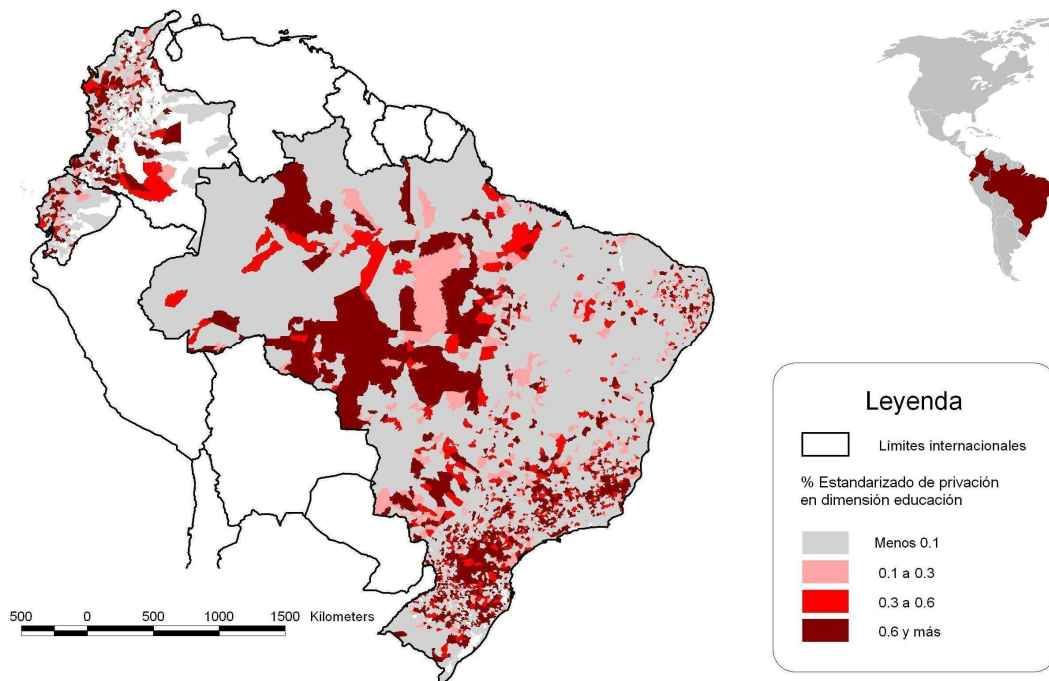 Leyenda
Límites internacionales
% Estandarizado de privación
en dimensión educación
Menos 0.1
0.1 a 0.3
0.3 a 0.6
0.6 y más
500 0 500 1000 1500 Kilometers